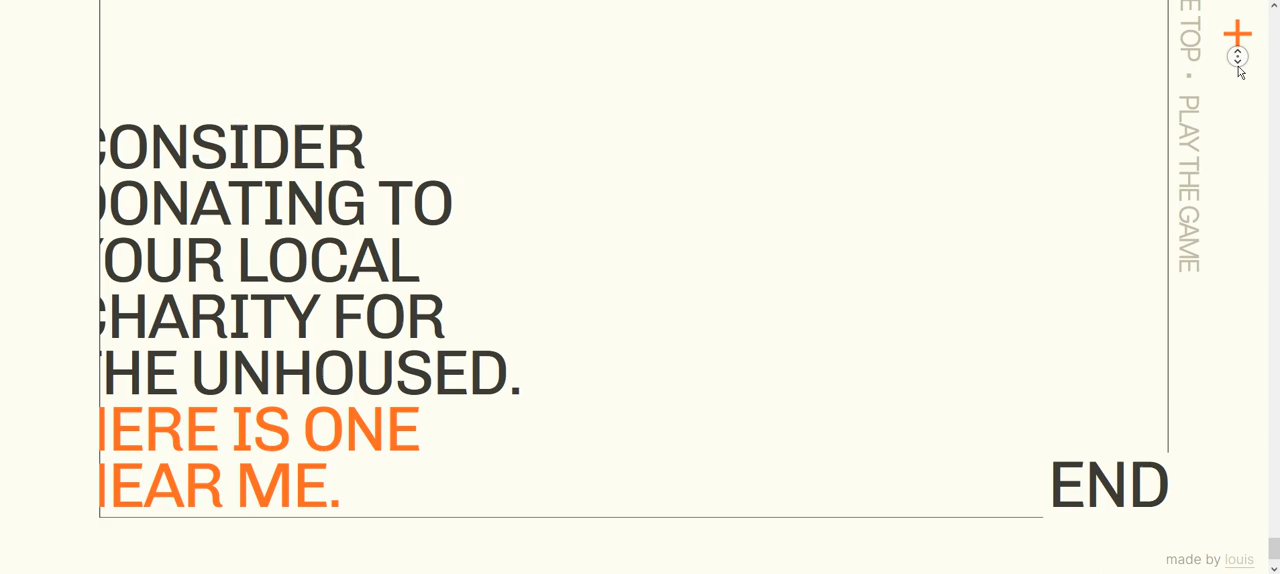 CONSIDER
DONATING TO
YOUR LOCAL
CHARITY FOR
THE UNHOUSED.
HERE IS ONE
NEAR ME.
END
E TOP • PLAY THE GAME
made by louis